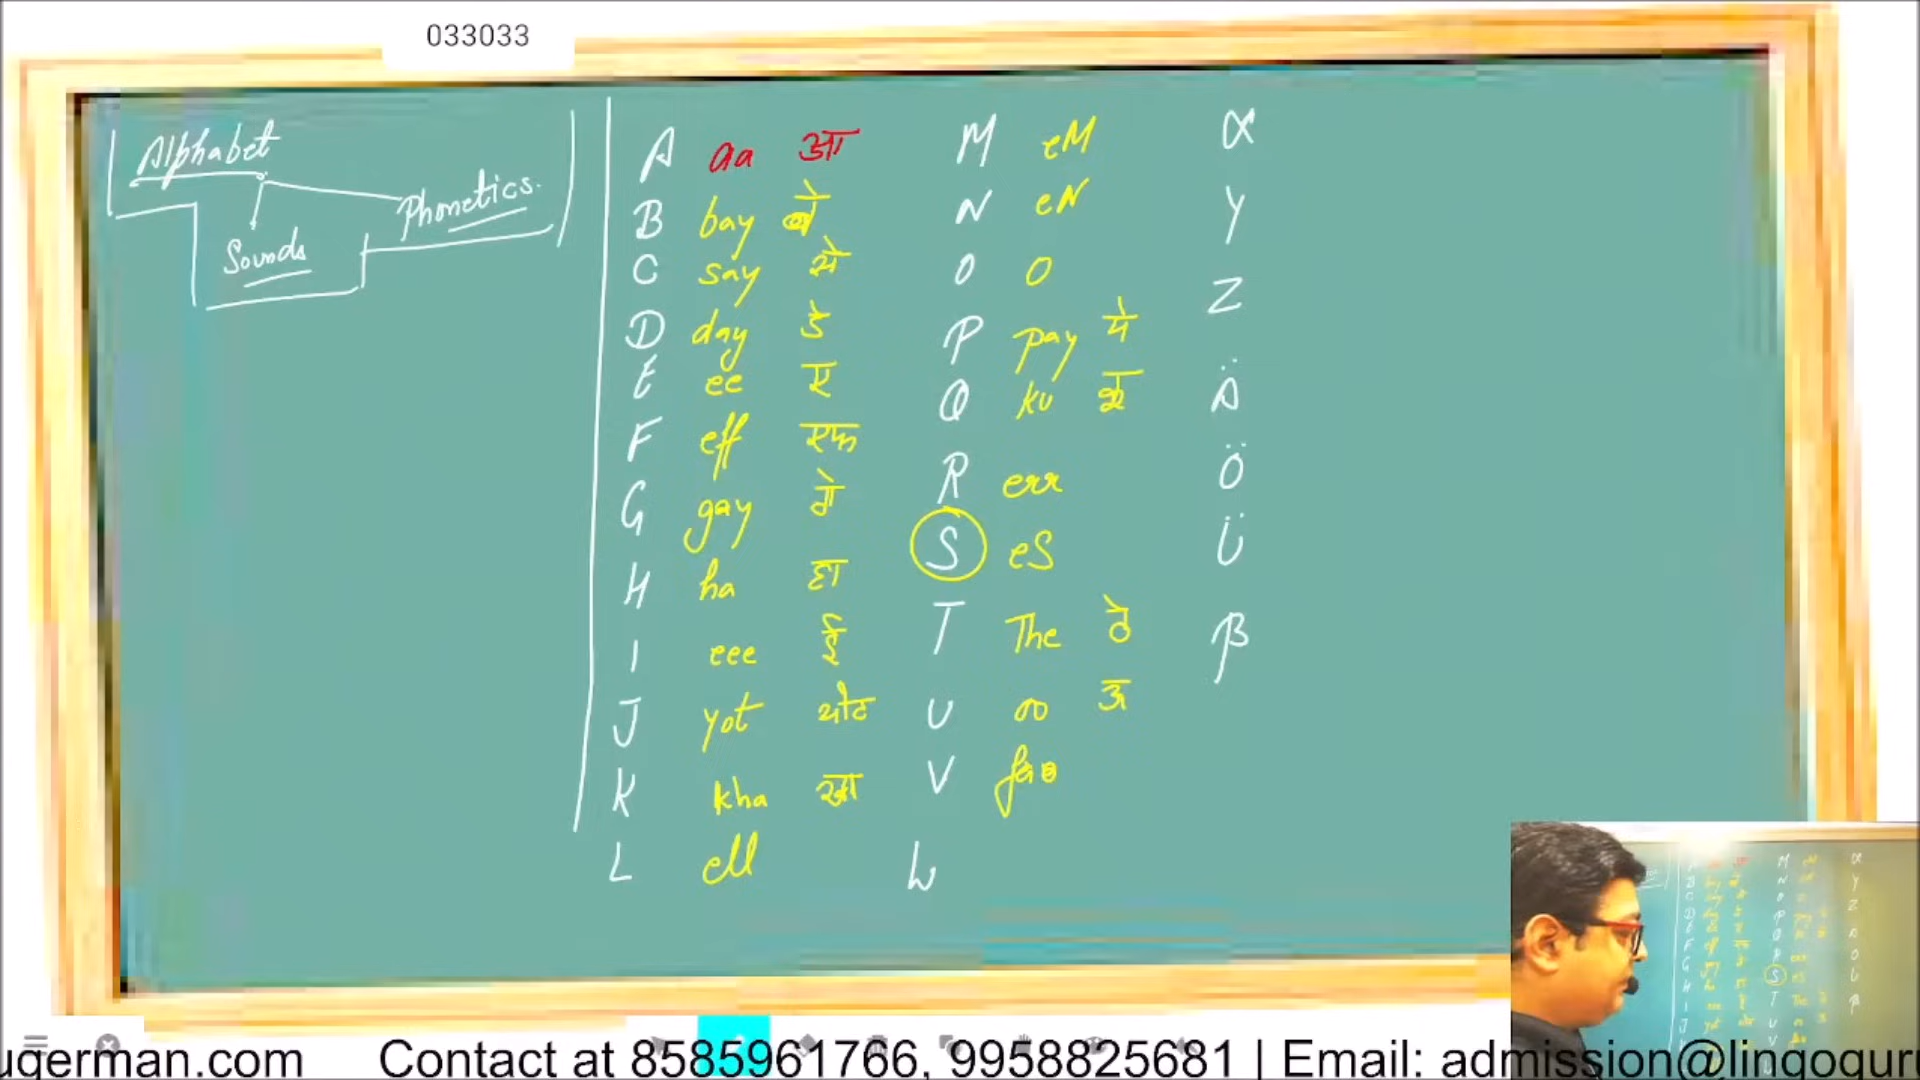 033033
Alphabet
Sounds
Phonetics.
A aa आ
B bay बे
C say से
D day डे
E ee ए
F eff एफ
G gay गे
H ha हा
I eee ई
J yot योट
K kha खा
L ell
M eM
N eN
O O
P pay पे
Q ku
R err
S eS
T The ठे
U oo ऊ
V fao
W
X
Y
Z
Ä
Ö
Ü
ß
ugerman.com Contact at 8585961766, 9958825681 | Email: admission@lingogur